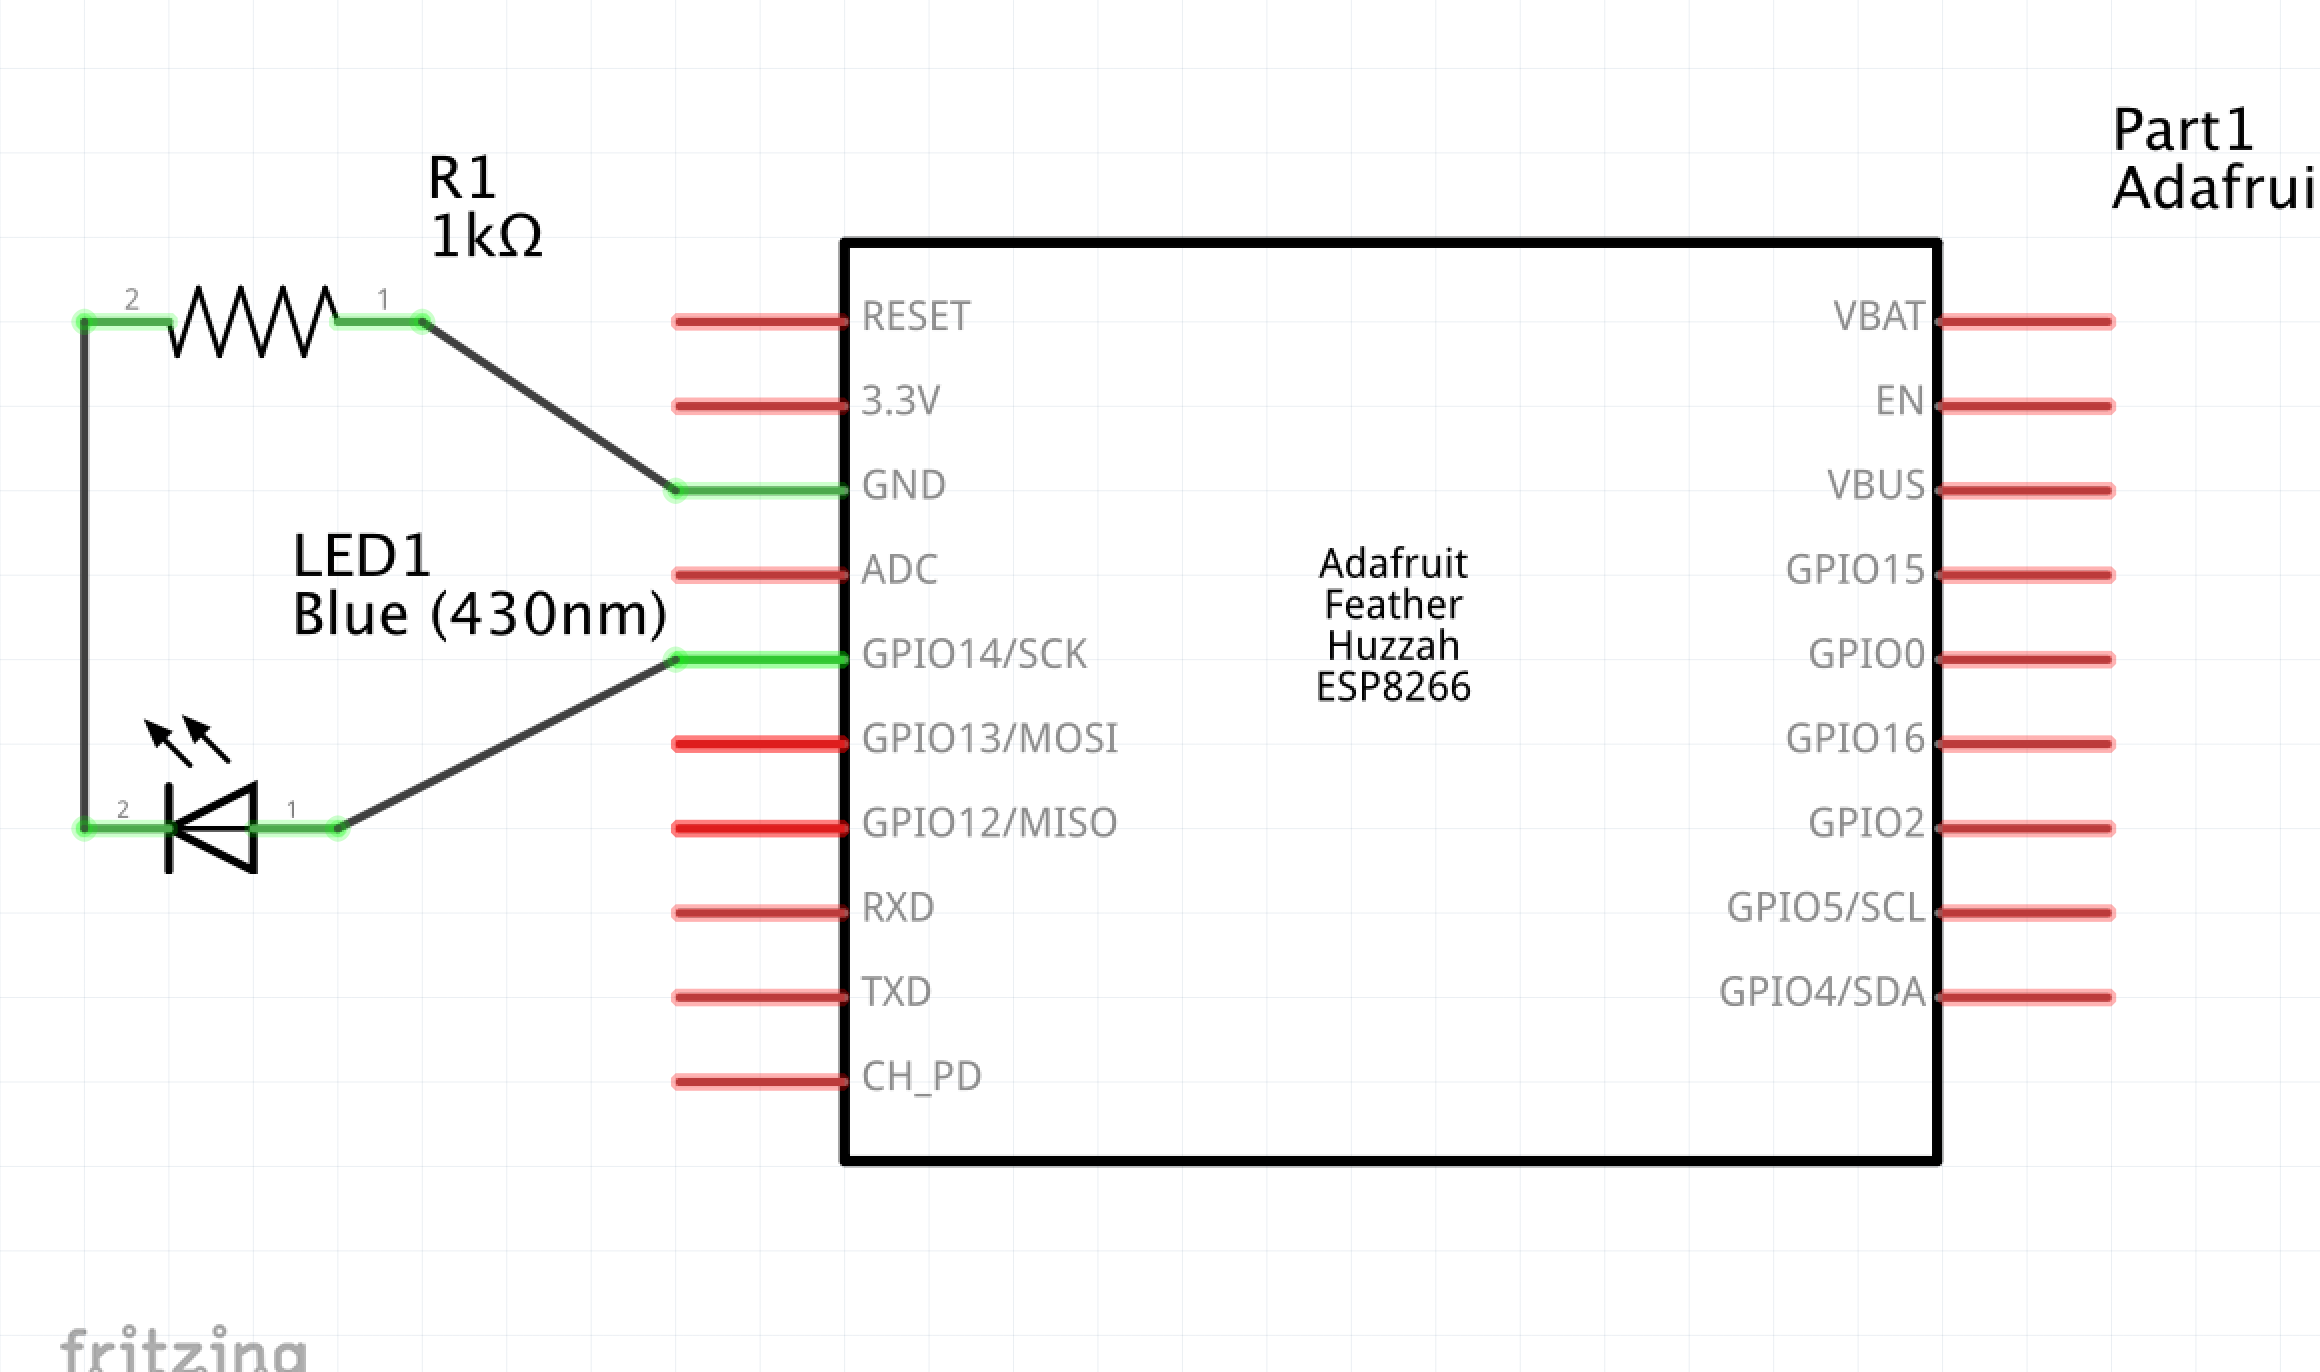 Part1
Adafrui
R1
1kΩ
2
1
RESET
3.3V
GND
ADC
GPIO14/SCK
GPIO13/MOSI
GPIO12/MISO
RXD
TXD
CH_PD
LED1
Blue (430nm)
2
1
Adafruit
Feather
Huzzah
ESP8266
VBAT
EN
VBUS
GPIO15
GPIO0
GPIO16
GPIO2
GPIO5/SCL
GPIO4/SDA
fritzing